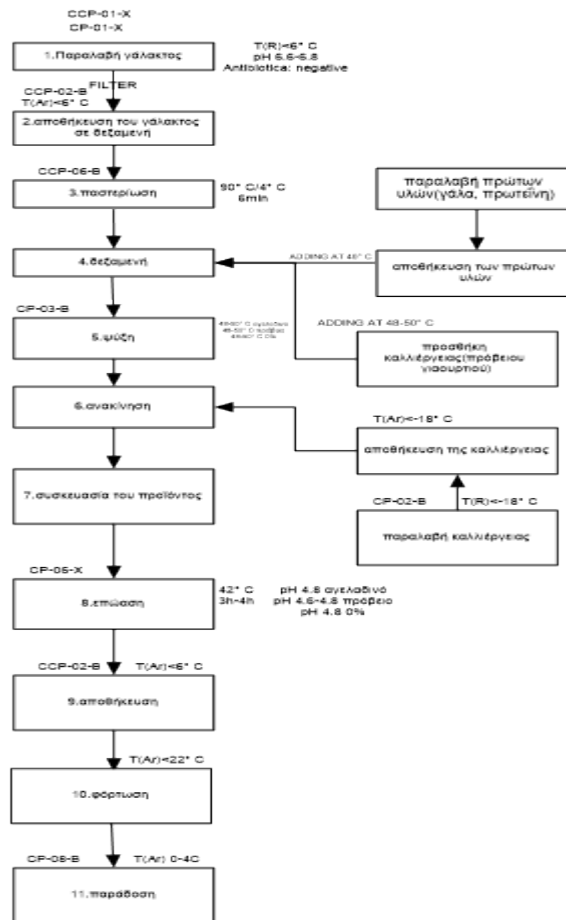 CCP-01-X
CP-01-X
1.Παραλαβή γάλακτος
T(R)<6° C
pH 6.6-6.8
Antibiotica: negative
FILTER
CCP-02-B
T(Ar)<6° C
2.αποθήκευση του γάλακτος
σε δεξαμενή
CCP-06-B
3.παστερίωση
90° C/4° C
6min
παραλαβή πρώτων
υλών(γάλα, πρωτεΐνη)
4.δεξαμενή
ADDING AT 48° C
αποθήκευση των πρώτων
υλών
CP-03-B
5.ψύξη
ADDING AT 48-50° C
προσθήκη
καλλιέργειας(πρόβειου
γιαουρτιού)
6.ανακίνηση
T(Ar)<-18° C
αποθήκευση της καλλιέργειας
7.συσκευασία του προϊόντος
CP-02-B
T(R)<-18° C
παραλαβή καλλιέργειας
CP-05-X
8.επώαση
42° C
3h-4h
pH 4.8 αγελαδινό
pH 4.6-4.8 πρόβειο
pH 4.8 0%
CCP-02-B
T(Ar)<6° C
9.αποθήκευση
T(Ar)<22° C
10.φόρτωση
CP-08-B
T(Ar) 0-4C
11.παράδοση